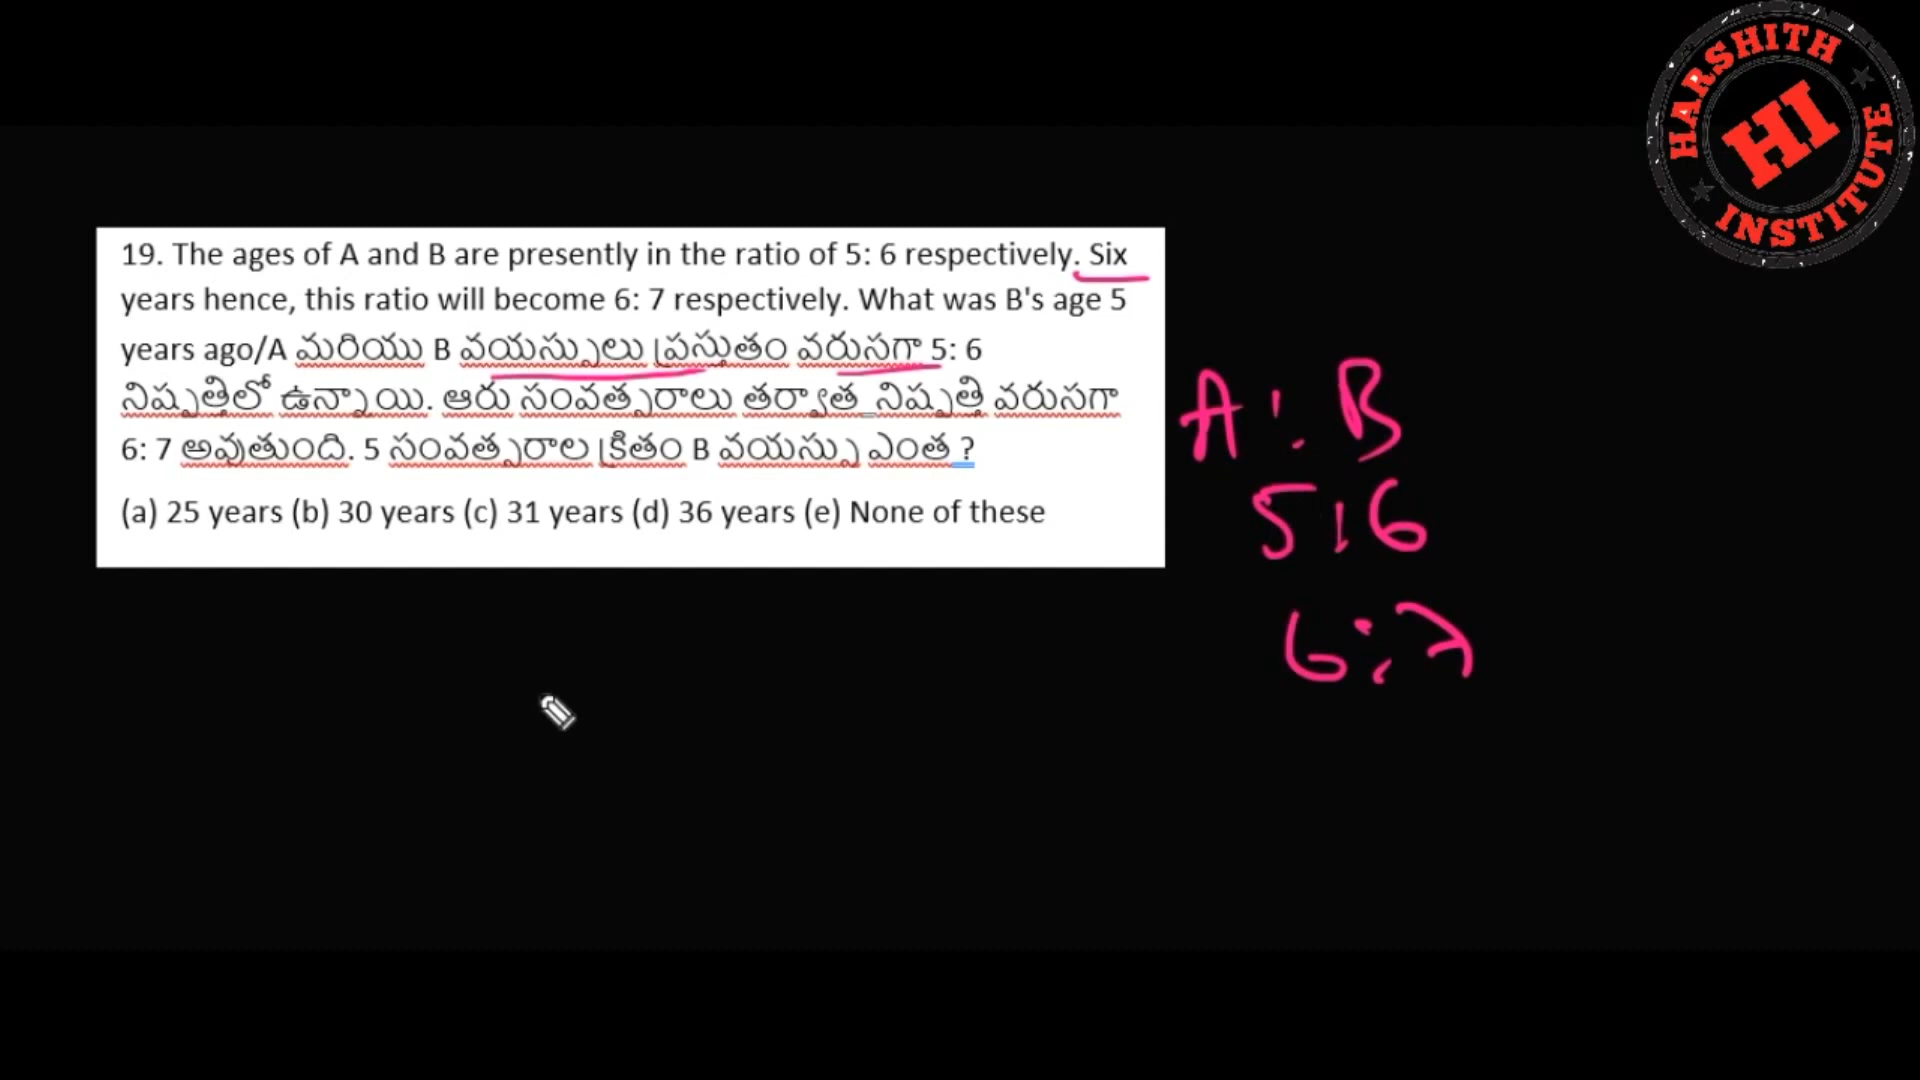 HARSHITH
HI
INSTITUTE
19. The ages of A and B are presently in the ratio of 5: 6 respectively. Six
years hence, this ratio will become 6: 7 respectively. What was B's age 5
years ago/A మరియు B వయస్సులు ప్రస్తుతం వరుసగా 5: 6
నిష్పత్తిలో ఉన్నాయి. ఆరు సంవత్సరాలు తర్వాత నిష్పత్తి వరుసగా
6: 7 అవుతుంది. 5 సంవత్సరాల క్రితం B వయస్సు ఎంత ?
(a) 25 years (b) 30 years (c) 31 years (d) 36 years (e) None of these
A : B
5 : 6
6 : 7